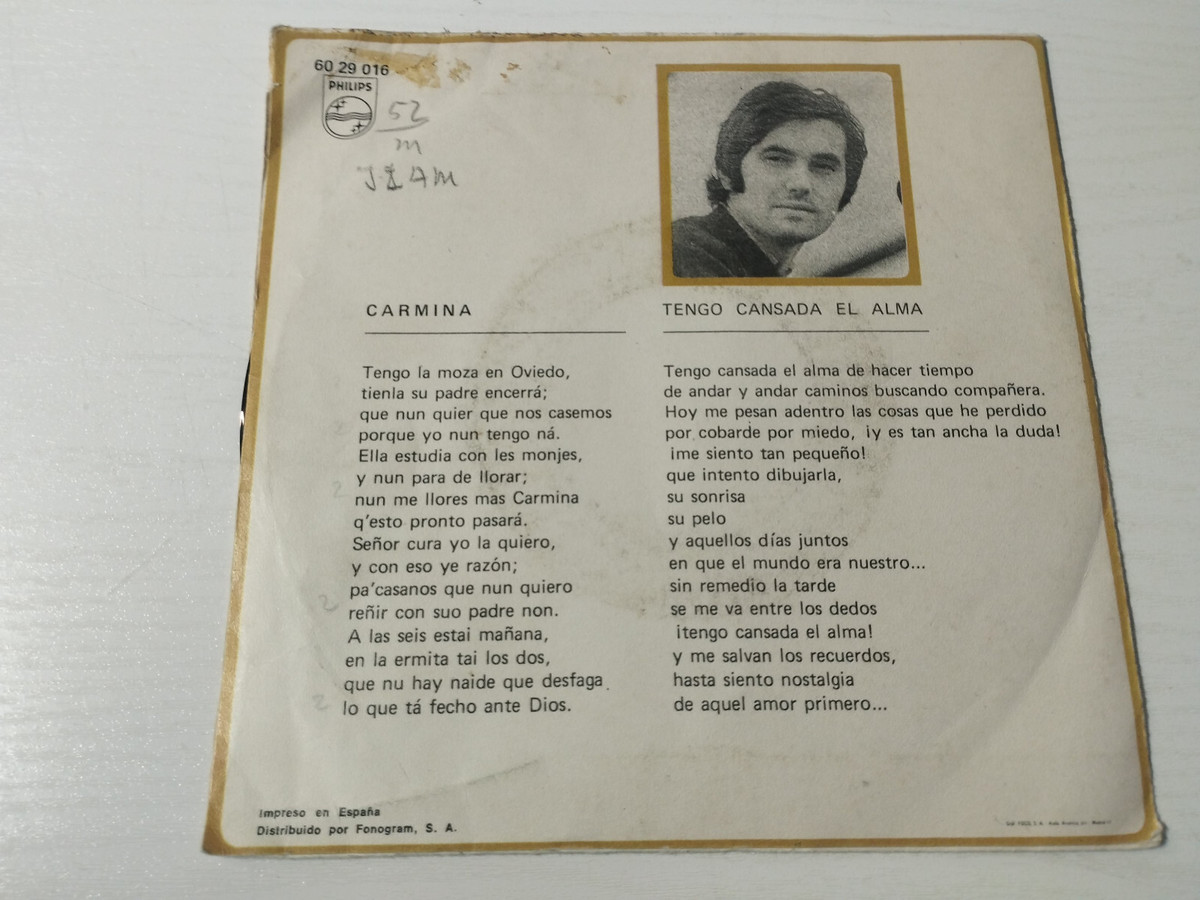 60 29 016
PHILIPS
52
m
CARMINA
Tengo la moza en Oviedo,
tienla su padre encerrá;
que nun quier que nos casemos
porque yo nun tengo ná.
Ella estudia con les monjes,
y nun para de llorar;
nun me llores mas Carmina
q'esto pronto pasará.
Señor cura yo la quiero,
y con eso ye razón;
pa'casanos que nun quiero
reñir con suo padre non.
A las seis estai mañana,
en la ermita tai los dos,
que nu hay naide que desfaga
lo que tá fecho ante Dios.
TENGO CANSADA EL ALMA
Tengo cansada el alma de hacer tiempo
de andar y andar caminos buscando compañera.
Hoy me pesan adentro las cosas que he perdido
por cobarde por miedo, ¡y es tan ancha la duda!
¡me siento tan pequeño!
que intento dibujarla,
su sonrisa
su pelo
y aquellos días juntos
en que el mundo era nuestro...
sin remedio la tarde
se me va entre los dedos
¡tengo cansada el alma!
y me salvan los recuerdos,
hasta siento nostalgia
de aquel amor primero...
Impreso en España
Distribuido por Fonogram, S. A.